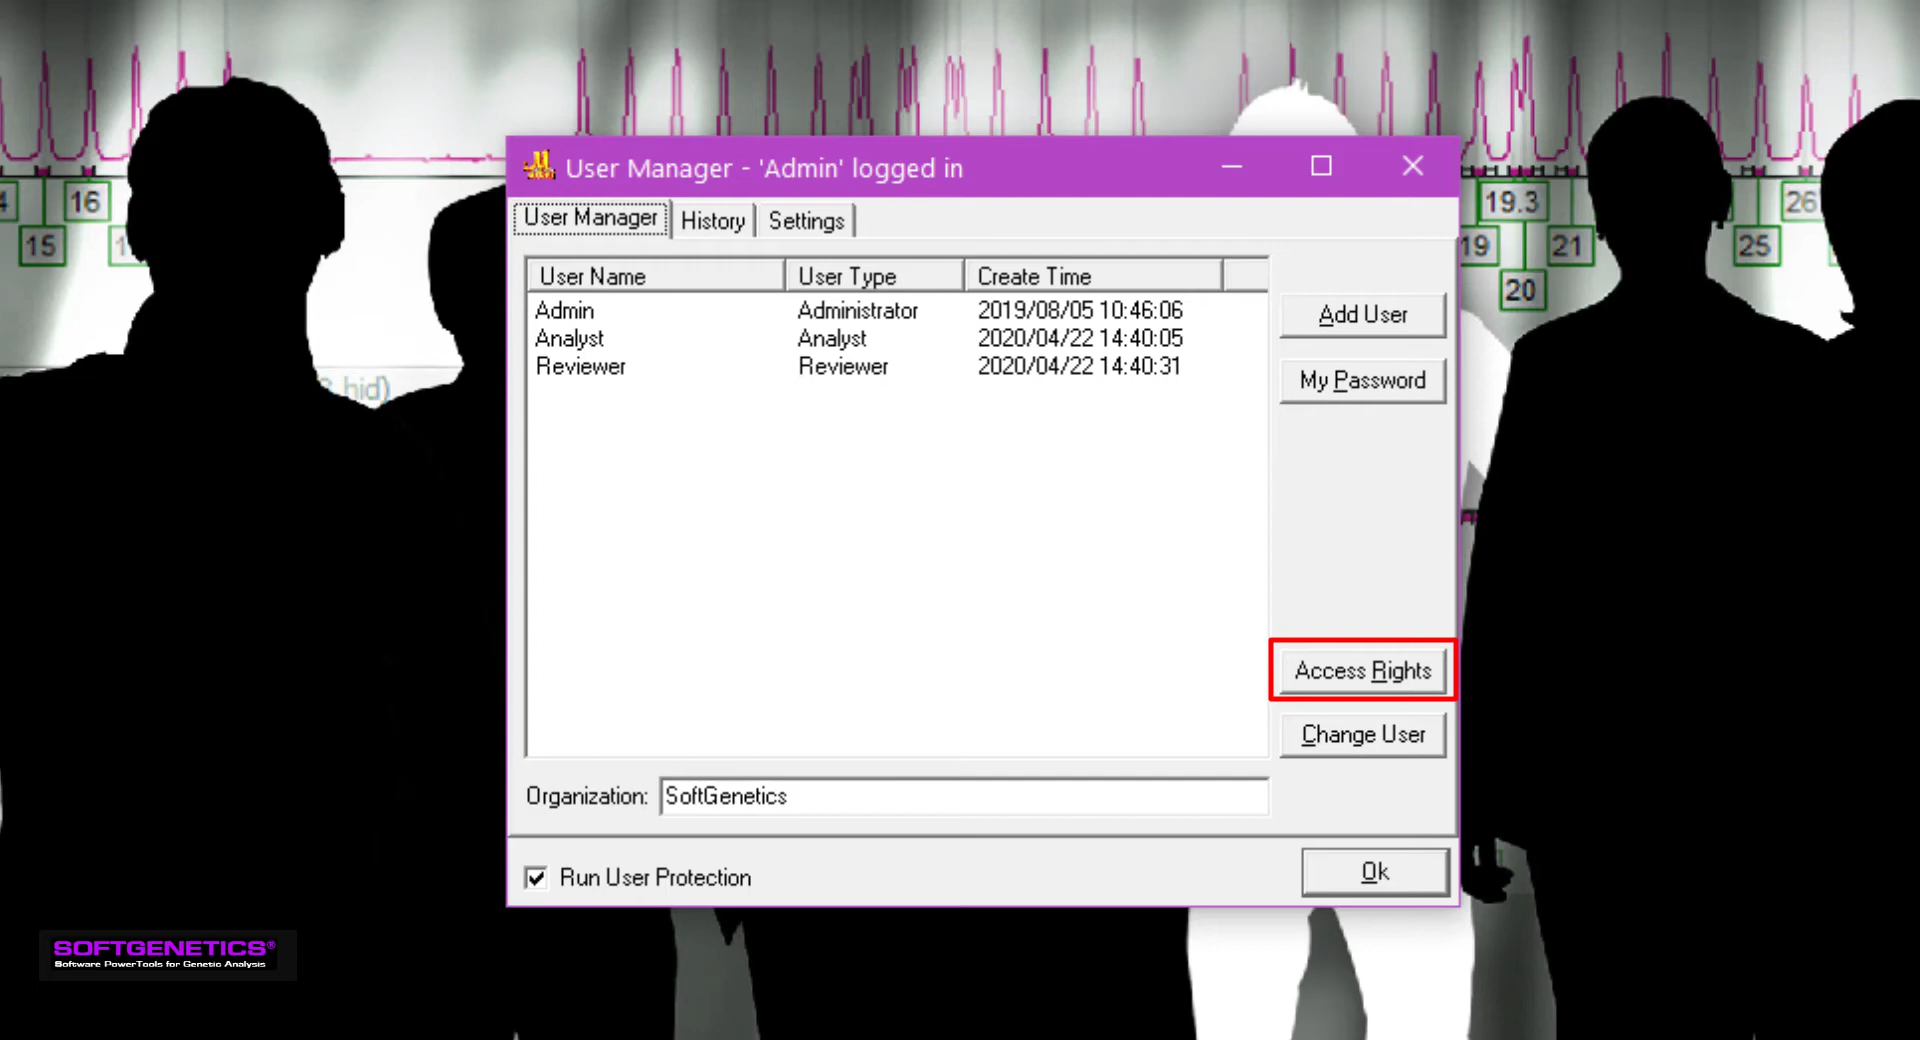 User Manager - 'Admin' logged in
User Manager History Settings
User Name User Type Create Time
Admin Administrator 2019/08/05 10:46:06
Analyst Analyst 2020/04/22 14:40:05
Reviewer Reviewer 2020/04/22 14:40:31
Add User
My Password
Access Rights
Change User
Organization: SoftGenetics
Run User Protection
Ok
16
15
hid)
19.3
19
21
20
26
25
SOFTGENETICS®
Software PowerTools for Genetic Analysis